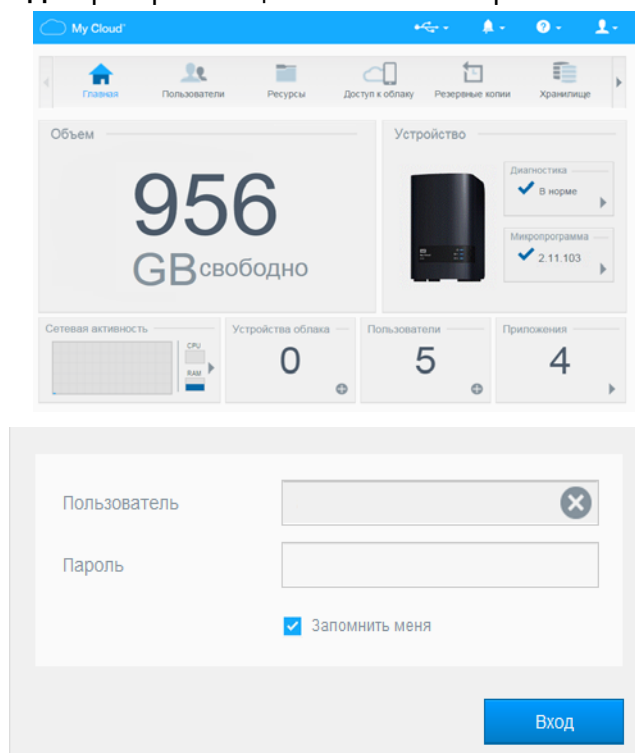 My Cloud
Главная Пользователи Ресурсы Доступ к облаку Резервные копии Хранилище
Объем
956
GB свободно
Устройство
Диагностика
В норме
Микропрограмма
2.11.103
Сетевая активность
CPU
RAM
Устройства облака
0
Пользователи
5
Приложения
4
Пользователь
Пароль
Запомнить меня
Вход